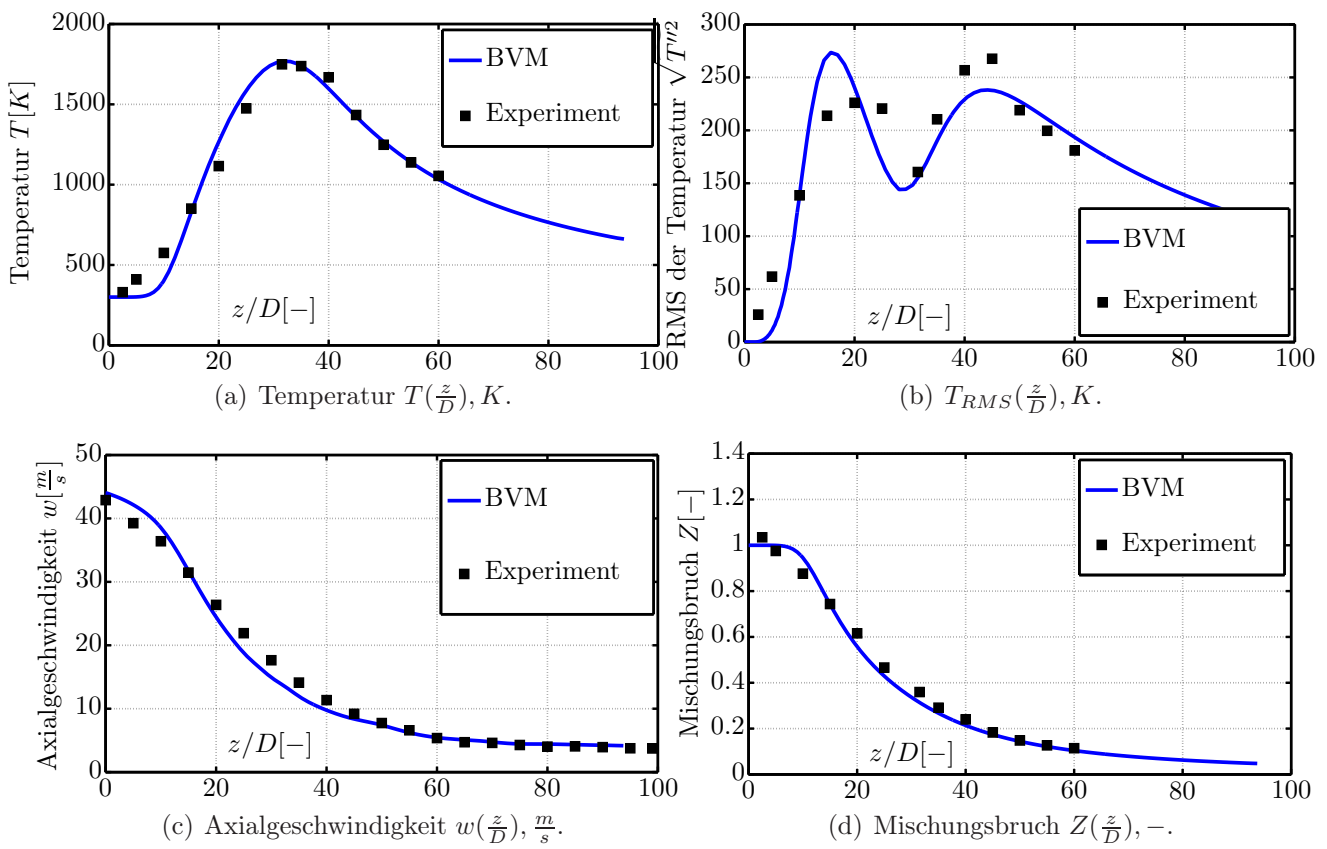 2000
1500
1000
500
0
0 20 40 60 80 100
Temperatur T[K]
BVM
Experiment
z/D[−]
(a) Temperatur T(z/D), K.
300
250
200
150
100
50
0
0 20 40 60 80 100
RMS der Temperatur √T″²
BVM
Experiment
z/D[−]
(b) T_RMS(z/D), K.
50
40
30
20
10
0
0 20 40 60 80 100
Axialgeschwindigkeit w[m/s]
BVM
Experiment
z/D[−]
(c) Axialgeschwindigkeit w(z/D), m/s.
1.4
1.2
1
0.8
0.6
0.4
0.2
0
0 20 40 60 80 100
Mischungsbruch Z[−]
BVM
Experiment
z/D[−]
(d) Mischungsbruch Z(z/D), −.